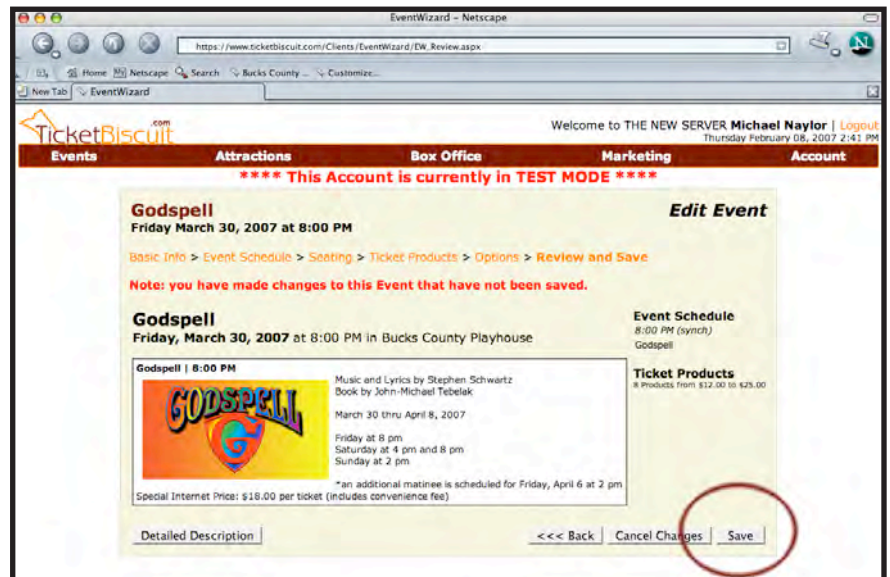 EventWizard – Netscape
https://www.ticketbiscuit.com/Clients/EventWizard/EW_Review.aspx
Home Netscape Search Bucks County ... Customize...
New Tab EventWizard
TicketBiscuit.com
Welcome to THE NEW SERVER Michael Naylor | Logout
Thursday February 08, 2007 2:41 PM
Events Attractions Box Office Marketing Account
**** This Account is currently in TEST MODE ****
Godspell
Edit Event
Friday March 30, 2007 at 8:00 PM
Basic Info > Event Schedule > Seating > Ticket Products > Options > Review and Save
Note: you have made changes to this Event that have not been saved.
Godspell
Friday, March 30, 2007 at 8:00 PM in Bucks County Playhouse
Godspell | 8:00 PM
GODSPELL
Music and Lyrics by Stephen Schwartz
Book by John-Michael Tebelak
March 30 thru April 8, 2007
Friday at 8 pm
Saturday at 4 pm and 8 pm
Sunday at 2 pm
*an additional matinee is scheduled for Friday, April 6 at 2 pm
Special Internet Price: $18.00 per ticket (includes convenience fee)
Event Schedule
8:00 PM (synch)
Godspell
Ticket Products
8 Products from $12.00 to $25.00
Detailed Description
<<< Back Cancel Changes Save